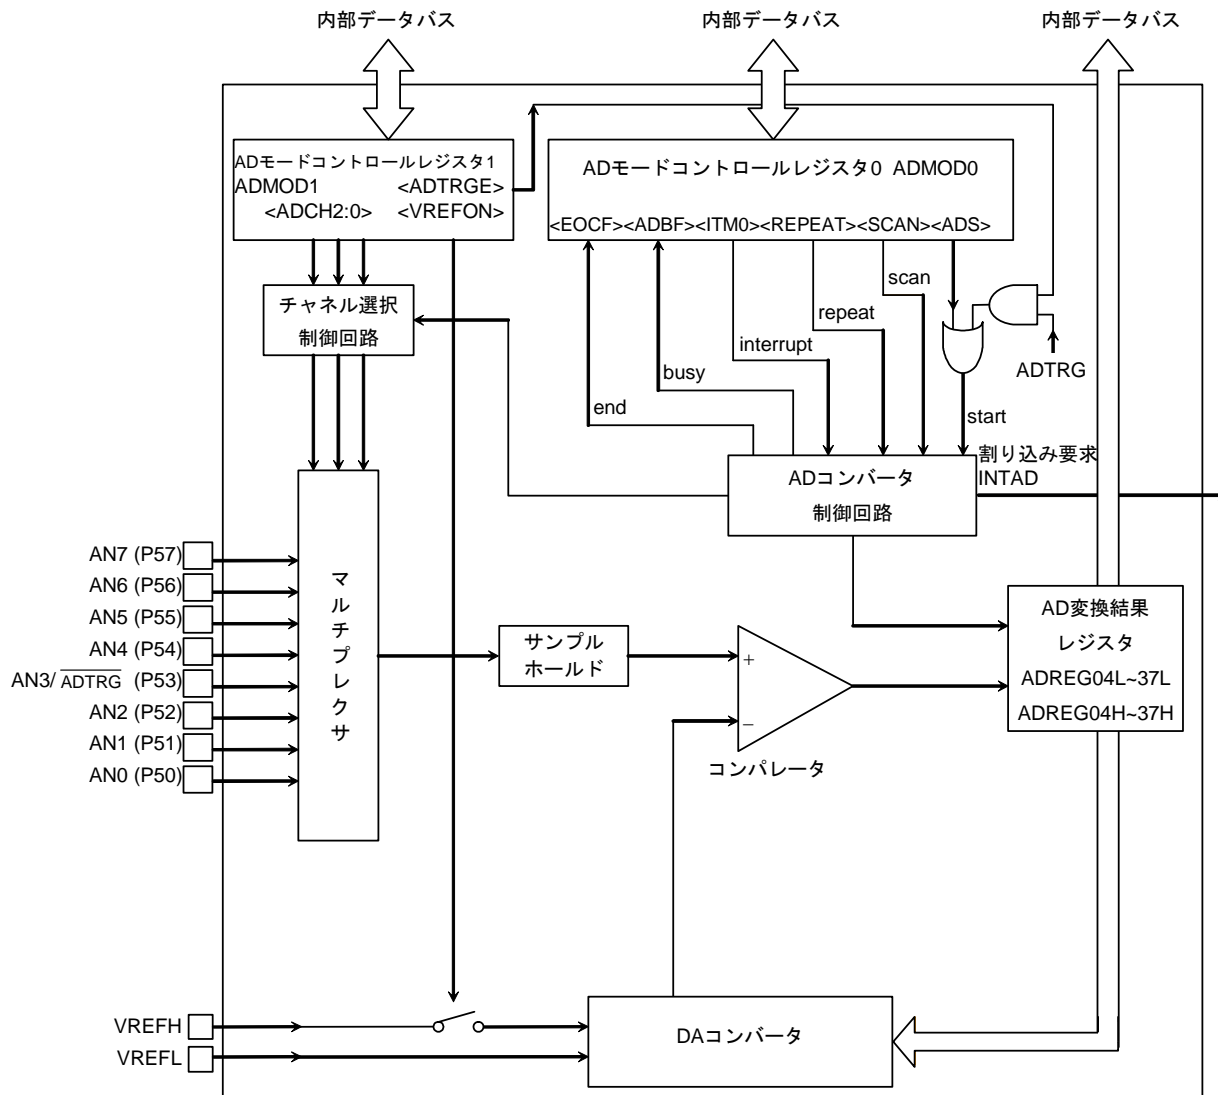 内部データバス
内部データバス
内部データバス
ADモードコントロールレジスタ1
ADMOD1 <ADTRGE>
<ADCH2:0> <VREFON>
ADモードコントロールレジスタ0 ADMOD0
<EOCF><ADBF><ITM0><REPEAT><SCAN><ADS>
チャネル選択
制御回路
scan
repeat
interrupt
busy
end
ADTRG
start
割り込み要求
INTAD
ADコンバータ
制御回路
AN7 (P57)
AN6 (P56)
AN5 (P55)
AN4 (P54)
AN3/ADTRG (P53)
AN2 (P52)
AN1 (P51)
AN0 (P50)
マルチプレクサ
サンプル
ホールド
+
−
コンパレータ
AD変換結果
レジスタ
ADREG04L~37L
ADREG04H~37H
VREFH
VREFL
DAコンバータ